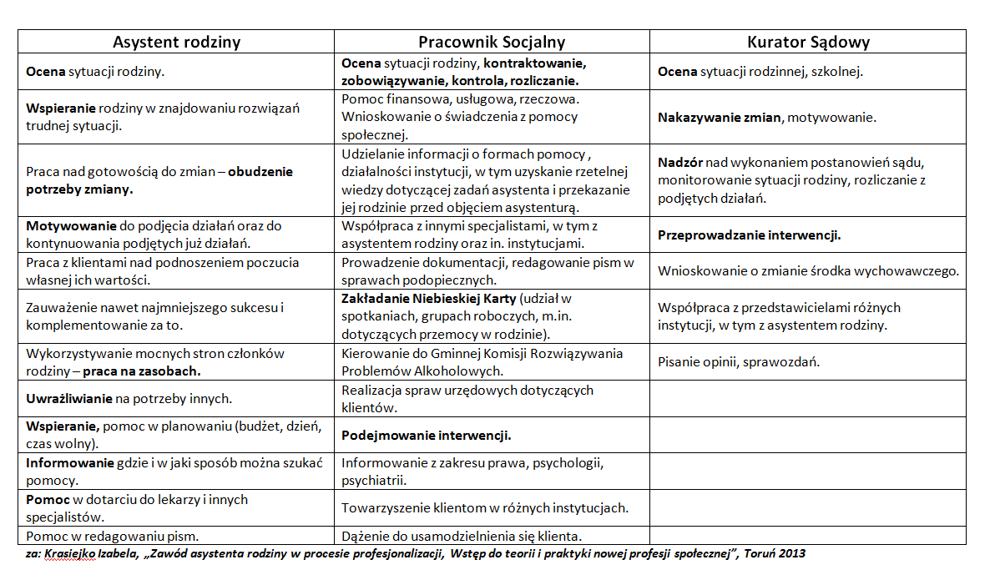 Asystent rodziny
Pracownik Socjalny
Kurator Sądowy
Ocena sytuacji rodziny.
Ocena sytuacji rodziny, kontraktowanie,
zobowiązywanie, kontrola, rozliczanie.
Ocena sytuacji rodzinnej, szkolnej.
Wspieranie rodziny w znajdowaniu rozwiązań
trudnej sytuacji.
Pomoc finansowa, usługowa, rzeczowa.
Wnioskowanie o świadczenia z pomocy
społecznej.
Nakazywanie zmian, motywowanie.
Praca nad gotowością do zmian – obudzenie
potrzeby zmiany.
Udzielanie informacji o formach pomocy ,
działalności instytucji, w tym uzyskanie rzetelnej
wiedzy dotyczącej zadań asystenta i przekazanie
jej rodzinie przed objęciem asystenturą.
Nadzór nad wykonaniem postanowień sądu,
monitorowanie sytuacji rodziny, rozliczanie z
podjętych działań.
Motywowanie do podjęcia działań oraz do
kontynuowania podjętych już działań.
Współpraca z innymi specjalistami, w tym z
asystentem rodziny oraz in. instytucjami.
Przeprowadzanie interwencji.
Praca z klientami nad podnoszeniem poczucia
własnej ich wartości.
Prowadzenie dokumentacji, redagowanie pism w
sprawach podopiecznych.
Wnioskowanie o zmianie środka wychowawczego.
Zauważenie nawet najmniejszego sukcesu i
komplementowanie za to.
Zakładanie Niebieskiej Karty (udział w
spotkaniach, grupach roboczych, m.in.
dotyczących przemocy w rodzinie).
Współpraca z przedstawicielami różnych
instytucji, w tym z asystentem rodziny.
Wykorzystywanie mocnych stron członków
rodziny – praca na zasobach.
Kierowanie do Gminnej Komisji Rozwiązywania
Problemów Alkoholowych.
Pisanie opinii, sprawozdań.
Uwrażliwianie na potrzeby innych.
Realizacja spraw urzędowych dotyczących
klientów.
Wspieranie, pomoc w planowaniu (budżet, dzień,
czas wolny).
Podejmowanie interwencji.
Informowanie gdzie i w jaki sposób można szukać
pomocy.
Informowanie z zakresu prawa, psychologii,
psychiatrii.
Pomoc w dotarciu do lekarzy i innych
specjalistów.
Towarzyszenie klientom w różnych instytucjach.
Pomoc w redagowaniu pism.
Dążenie do usamodzielnienia się klienta.
za: Krasiejko Izabela, „Zawód asystenta rodziny w procesie profesjonalizacji, Wstęp do teorii i praktyki nowej profesji społecznej”, Toruń 2013